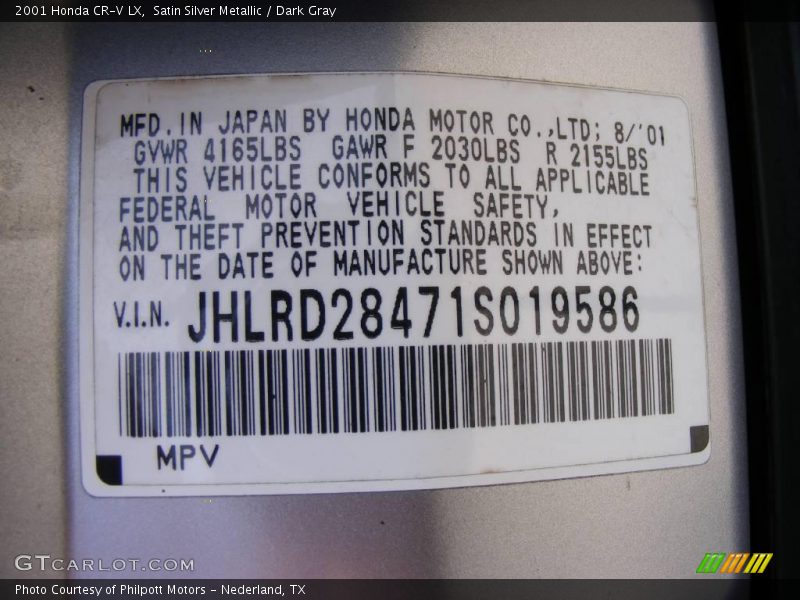 2001 Honda CR-V LX,  Satin Silver Metallic / Dark Gray
MFD. IN JAPAN BY HONDA MOTOR CO.,LTD; 8/'01
GVWR 4165LBS GAWR F 2030LBS R 2155LBS
THIS VEHICLE CONFORMS TO ALL APPLICABLE
FEDERAL MOTOR VEHICLE SAFETY,
AND THEFT PREVENTION STANDARDS IN EFFECT
ON THE DATE OF MANUFACTURE SHOWN ABOVE:
V.I.N. JHLRD28471S019586
MPV
GTCARLOT.COM
Photo Courtesy of Philpott Motors - Nederland, TX